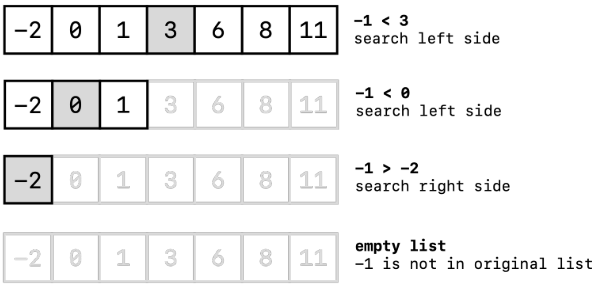 −2 0 1 3 6 8 11
−1 < 3
search left side
−2 0 1 3 6 8 11
−1 < 0
search left side
−2 0 1 3 6 8 11
−1 > −2
search right side
−2 0 1 3 6 8 11
empty list
−1 is not in original list